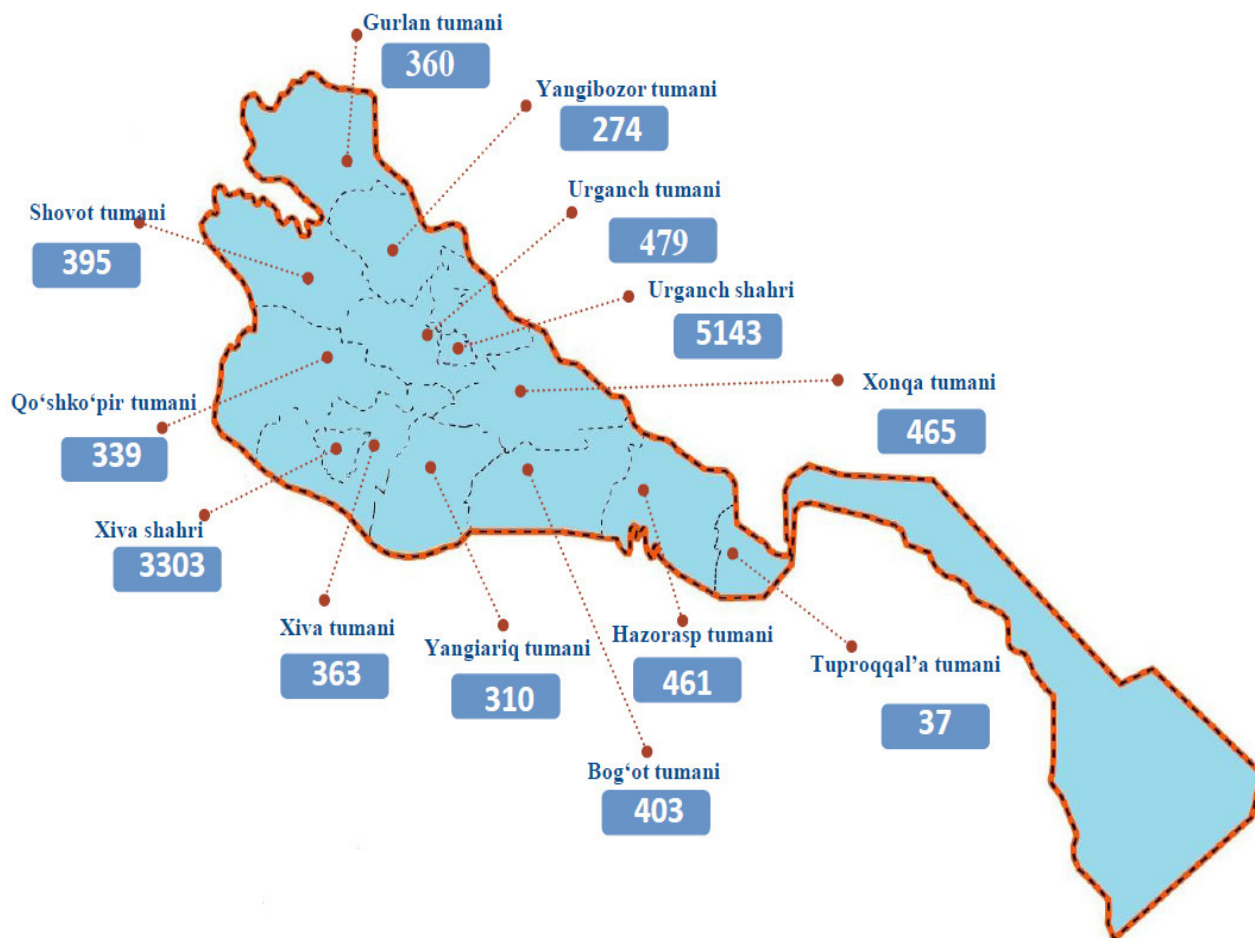 Gurlan tumani
360
Yangibozor tumani
274
Urganch tumani
479
Shovot tumani
395
Urganch shahri
5143
Xonqa tumani
465
Qo‘shko‘pir tumani
339
Xiva shahri
3303
Xiva tumani
363
Yangiariq tumani
310
Hazorasp tumani
461
Tuproqqal’a tumani
37
Bog‘ot tumani
403